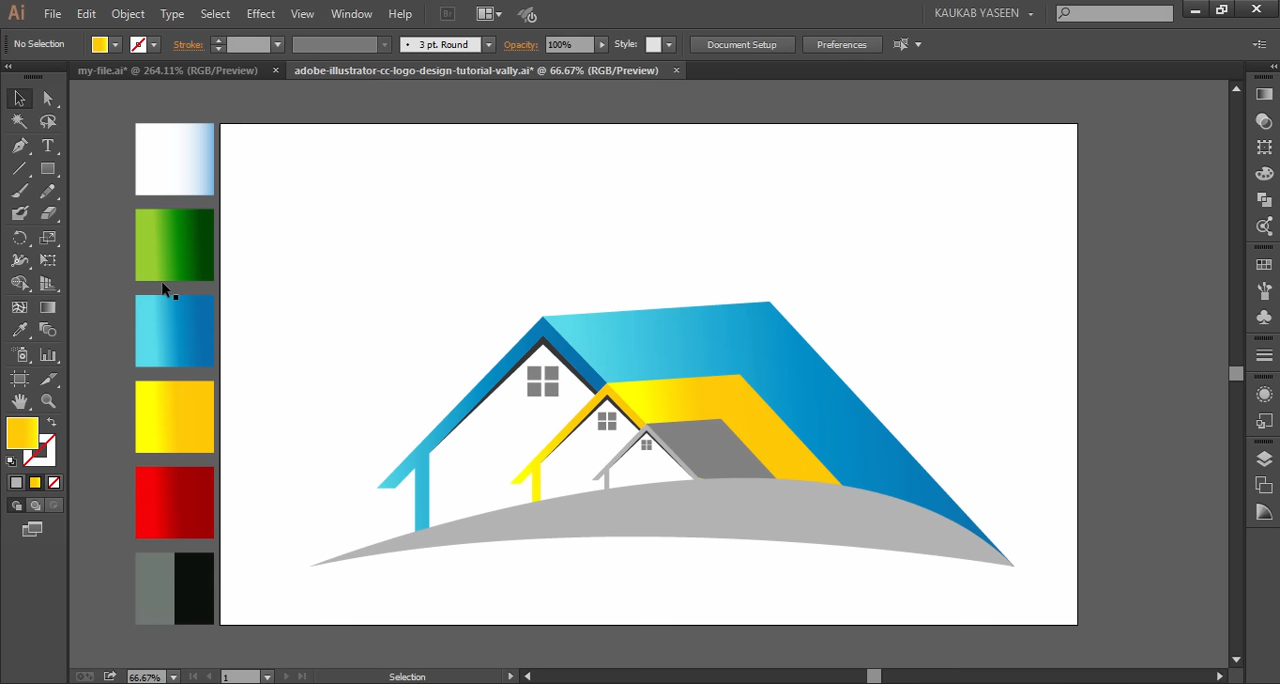 Ai File Edit Object Type Select Effect View Window Help Br KAUKAB YASEEN
No Selection Stroke: 3 pt. Round Opacity: 100% Style: Document Setup Preferences
my-file.ai* @ 264.11% (RGB/Preview) × adobe-illustrator-cc-logo-design-tutorial-vally.ai* @ 66.67% (RGB/Preview) ×
T
66.67% 1 Selection